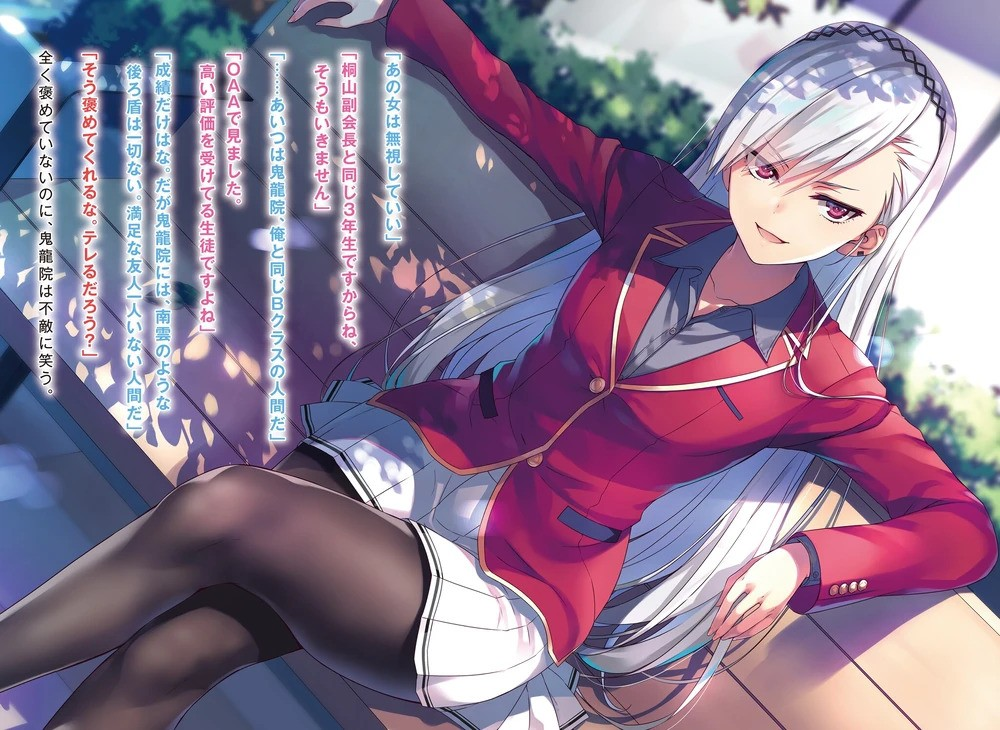 「あの女は無視していい」
「桐山副会長と同じ3年生ですからね、
そうもいきません」
「……あいつは鬼龍院、俺と同じBクラスの人間だ」
「OAAで見ました。
高い評価を受けてる生徒ですよね」
「成績だけはな。だが鬼龍院には、南雲のような
後ろ盾は一切ない。満足な友人一人いない人間だ」
「そう褒めてくれるな。テレるだろう?」
全く褒めていないのに、鬼龍院は不敵に笑う。